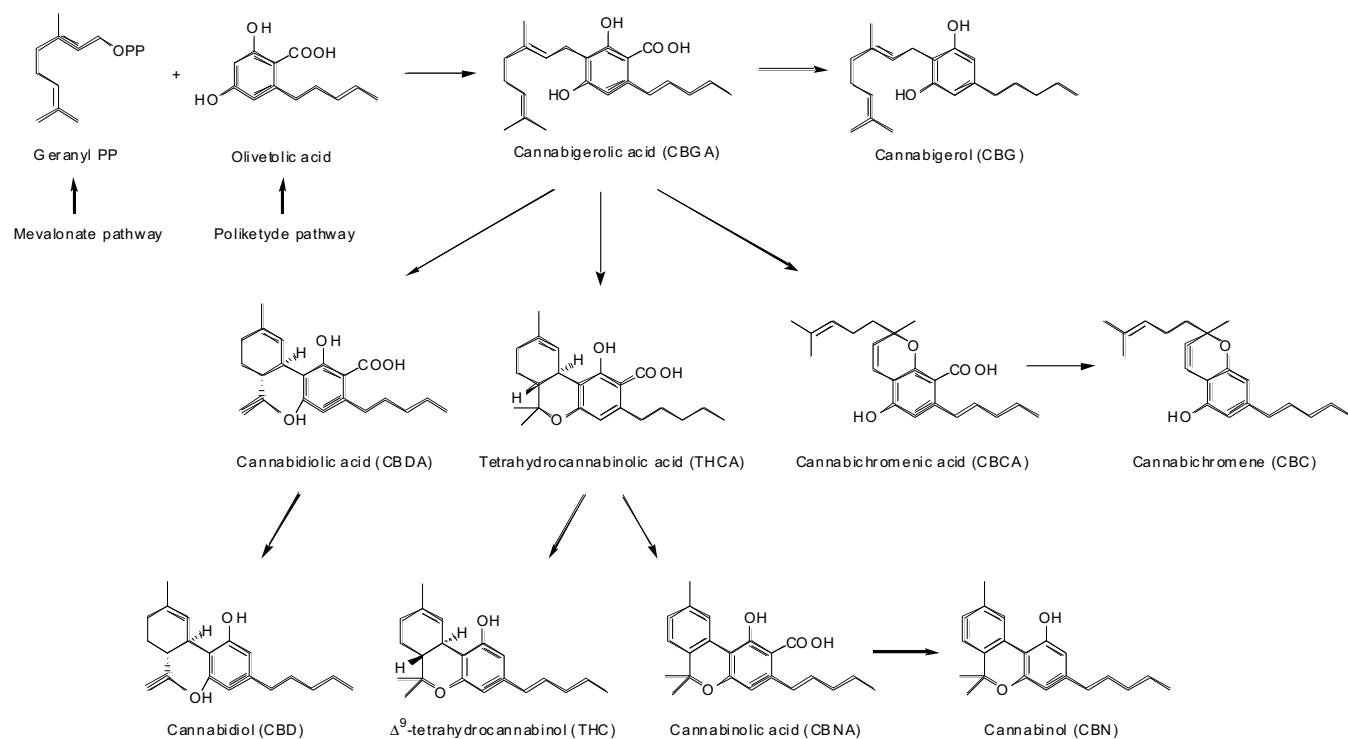 OH
OPP
+
OH
COOH
HO
OH
CO OH
HO
OH
HO
Geranyl PP
Olivetolic acid
Cannabigerolic acid (CBGA)
Cannabigerol (CBG)
Mevalonate pathway
Poliketyde pathway
H
OH
COOH
OH
H
OH
CO OH
H
O
O
COOH
HO
O
HO
Cannabidiolic acid (CBDA)
Tetrahydrocannabinolic acid (THCA)
Cannabichromenic acid (CBCA)
Cannabichromene (CBC)
H
OH
OH
H
OH
H
O
OH
CO OH
O
OH
O
Cannabidiol (CBD)
Δ9-tetrahydrocannabinol (THC)
Cannabinolic acid (CBNA)
Cannabinol (CBN)